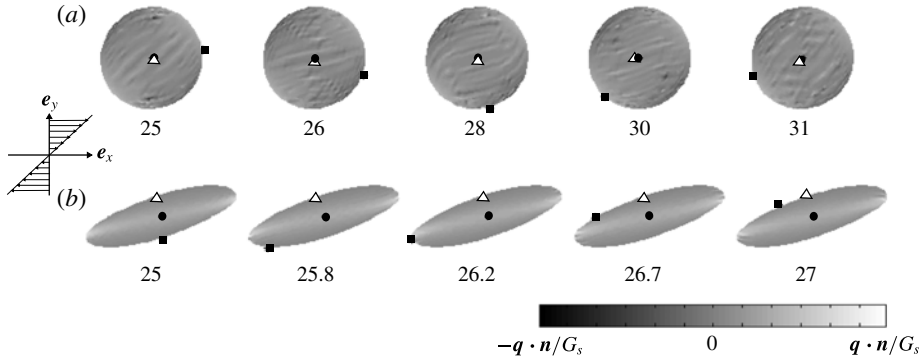 (a)
25 26 28 30 31
e_y
e_x
(b)
25 25.8 26.2 26.7 27
−q · n/G_s 0 q · n/G_s